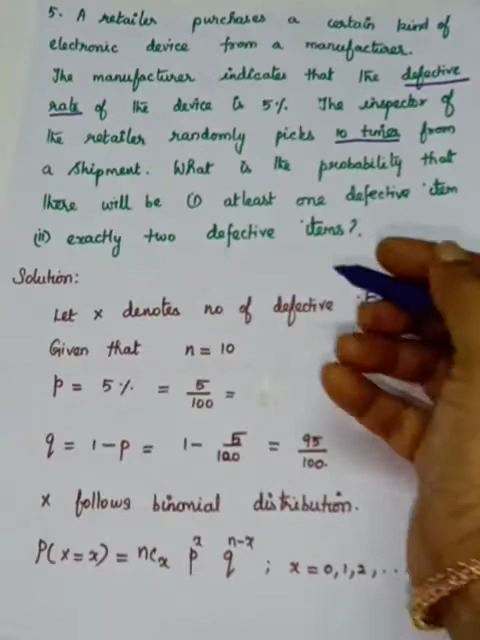 5. A retailer purchases a certain kind of
electronic device from a manufacturer.
The manufacturer indicates that the defective
rate of the device is 5%. The inspector of
the retailer randomly picks 10 times from
a shipment. What is the probability that
there will be (i) atleast one defective item
(ii) exactly two defective items?.
Solution:
Let x denotes no of defective
Given that n = 10
p = 5% = 5/100 =
q = 1-p = 1- 5/100 = 95/100.
x follows binomial distribution.
P(x=x) = nc_x p^x q^{n-x} ; x=0,1,2,...